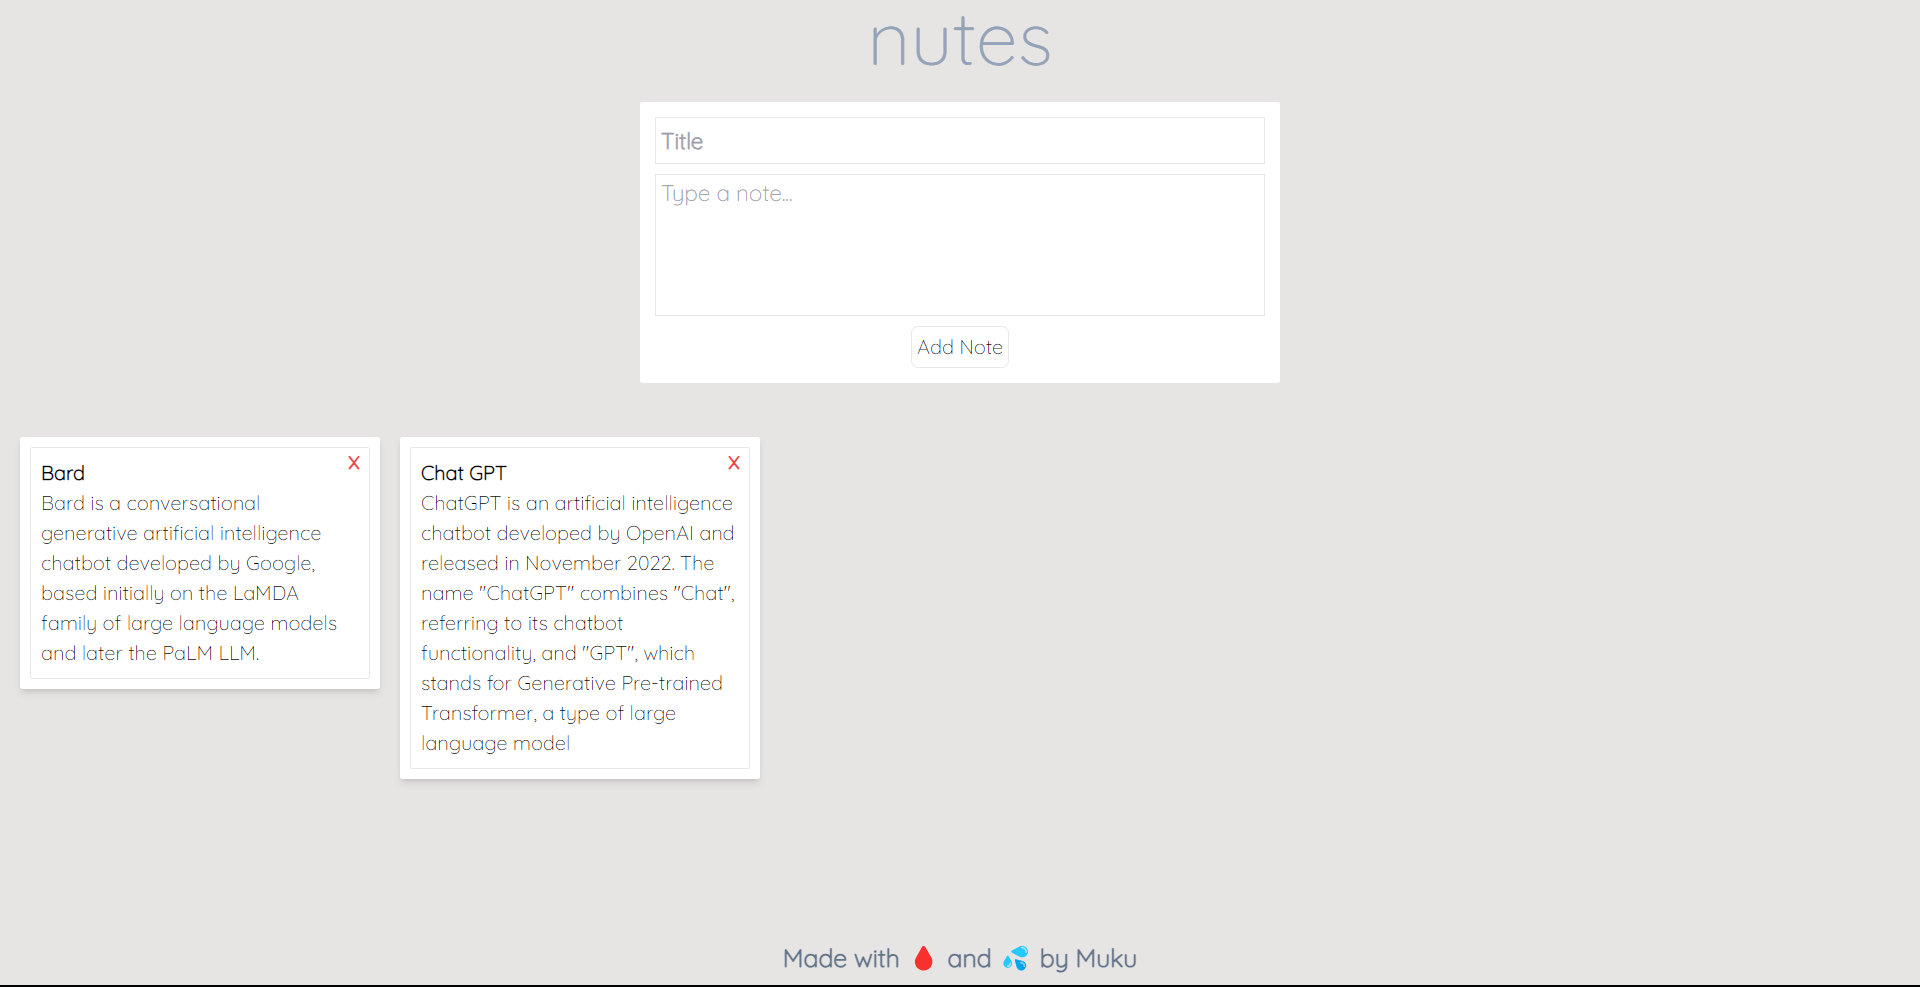 nutes
Title
Type a note...
Add Note
X
Bard
Bard is a conversational
generative artificial intelligence
chatbot developed by Google,
based initially on the LaMDA
family of large language models
and later the PaLM LLM.
X
Chat GPT
ChatGPT is an artificial intelligence
chatbot developed by OpenAI and
released in November 2022. The
name "ChatGPT" combines "Chat",
referring to its chatbot
functionality, and "GPT", which
stands for Generative Pre-trained
Transformer, a type of large
language model
Made with 🩸 and 💦 by Muku